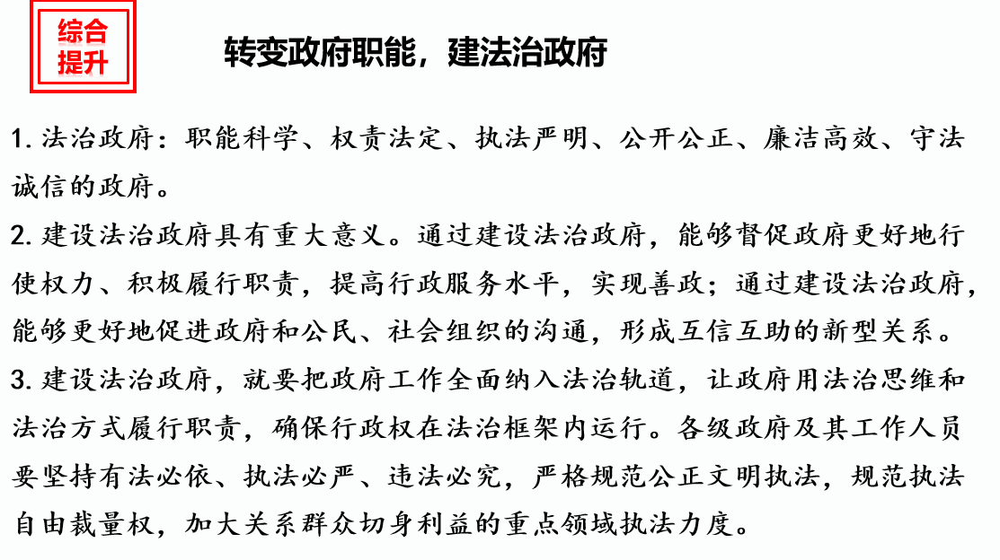 综合
提升
转变政府职能，建法治政府
1.法治政府：职能科学、权责法定、执法严明、公开公正、廉洁高效、守法
诚信的政府。
2.建设法治政府具有重大意义。通过建设法治政府，能够督促政府更好地行
使权力、积极履行职责，提高行政服务水平，实现善政；通过建设法治政府，
能够更好地促进政府和公民、社会组织的沟通，形成互信互助的新型关系。
3.建设法治政府，就要把政府工作全面纳入法治轨道，让政府用法治思维和
法治方式履行职责，确保行政权在法治框架内运行。各级政府及其工作人员
要坚持有法必依、执法必严、违法必究，严格规范公正文明执法，规范执法
自由裁量权，加大关系群众切身利益的重点领域执法力度。